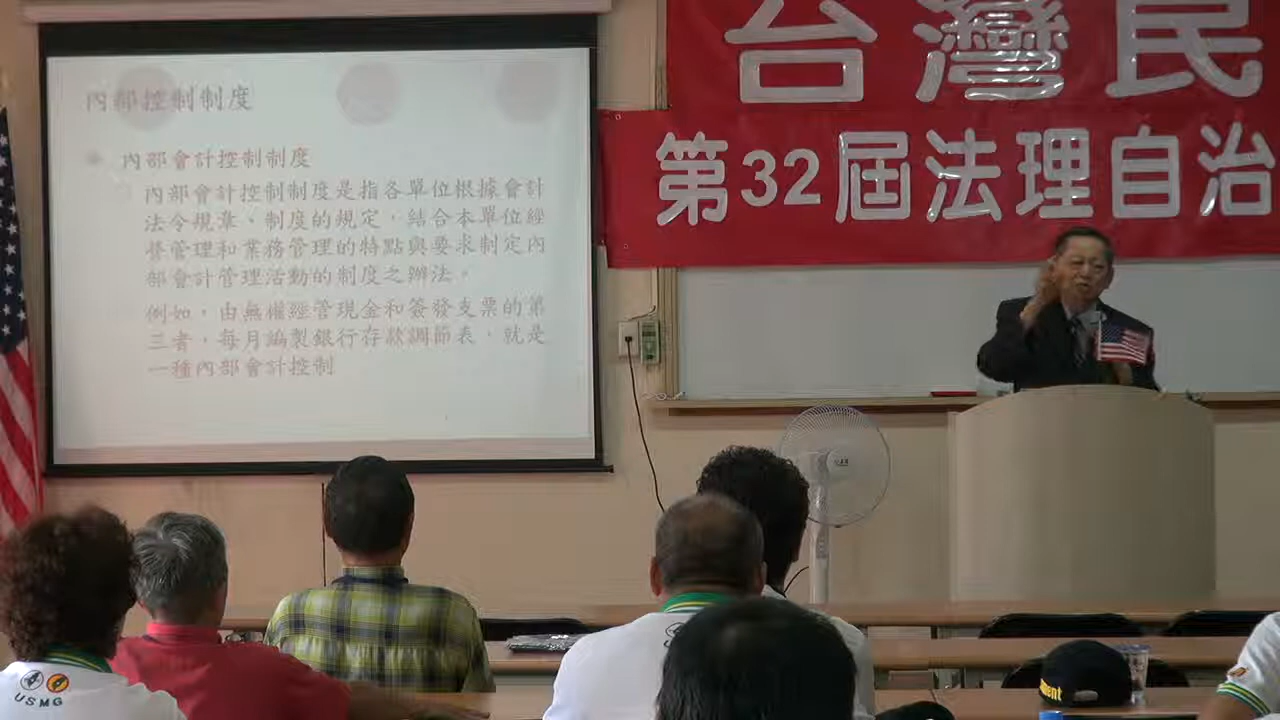 內部控制制度
內部會計控制制度
內部會計控制制度是指各單位根據會計
法令規章、制度的規定，結合本單位經
營管理和業務管理的特點與要求制定內
部會計管理活動的制度之辦法。
例如，由無權經管現金和簽發支票的第
三者，每月編製銀行存款調節表，就是
一種內部會計控制
台灣民
第32屆法理自治
USMG